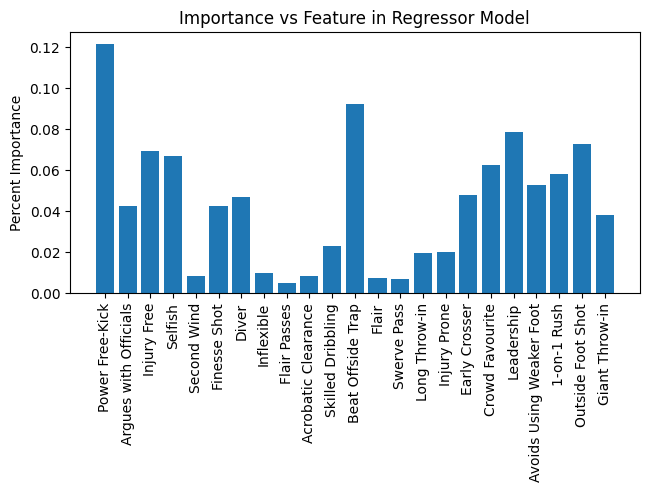 Importance vs Feature in Regressor Model
Percent Importance
0.12
0.10
0.08
0.06
0.04
0.02
0.00
Power Free-Kick
Argues with Officials
Injury Free
Selfish
Second Wind
Finesse Shot
Diver
Inflexible
Flair Passes
Acrobatic Clearance
Skilled Dribbling
Beat Offside Trap
Flair
Swerve Pass
Long Throw-in
Injury Prone
Early Crosser
Crowd Favourite
Leadership
Avoids Using Weaker Foot
1-on-1 Rush
Outside Foot Shot
Giant Throw-in